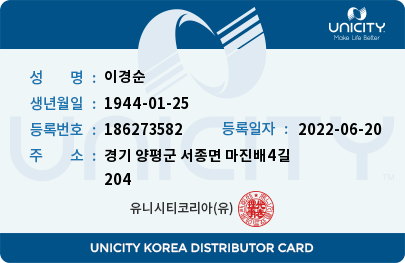 UNICITY
Make Life Better
성 명 : 이경순
생년월일 : 1944-01-25
등록번호 : 186273582 등록일자 : 2022-06-20
주 소 : 경기 양평군 서종면 마진배4길
204
UNICITY
유니시티코리아(유)
UNICITY KOREA DISTRIBUTOR CARD